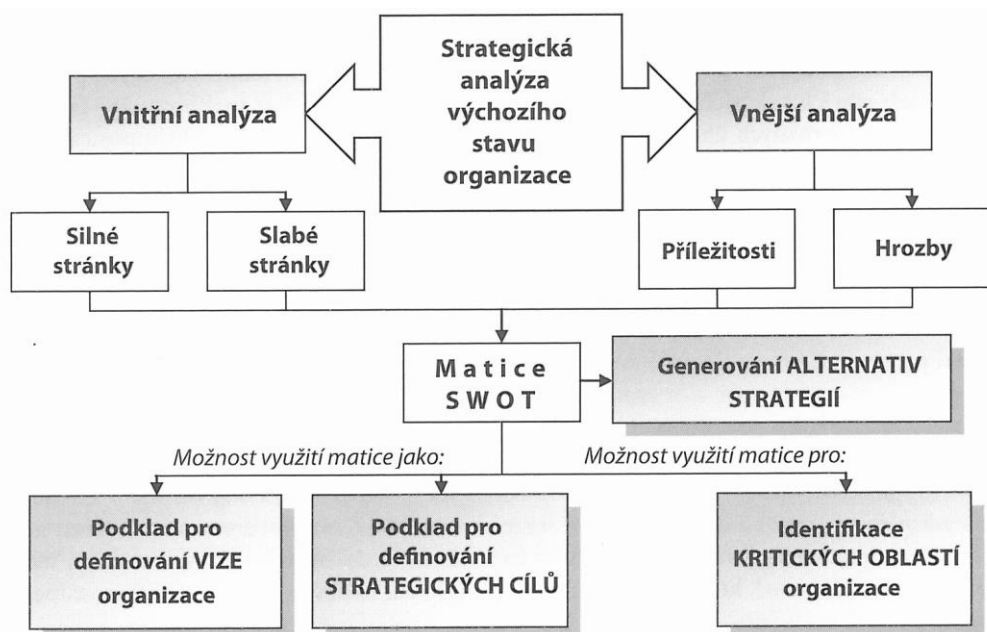 Strategická
analýza
výchozího
stavu
organizace
Vnitřní analýza
Vnější analýza
Silné
stránky
Slabé
stránky
Příležitosti
Hrozby
M a t i c e
S W O T
Generování ALTERNATIV
STRATEGIÍ
Možnost využití matice jako:
Možnost využití matice pro:
Podklad pro
definování VIZE
organizace
Podklad pro
definování
STRATEGICKÝCH CÍLŮ
Identifikace
KRITICKÝCH OBLASTÍ
organizace